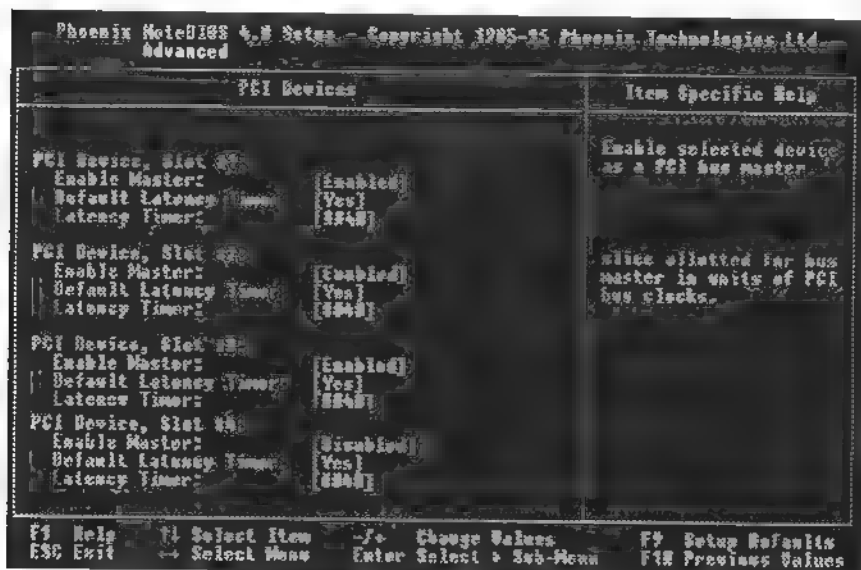 Phoenix NoteBIOS 4.0 Setup - Copyright 1985-95 Phoenix Technologies Ltd.
Advanced
PCI Devices
Item Specific Help
PCI Device, Slot
Enable Master: [Enabled]
Default Latency Timer: [Yes]
Latency Timer: [0040]
PCI Device, Slot
Enable Master: [Enabled]
Default Latency Timer: [Yes]
Latency Timer: [0040]
PCI Device, Slot
Enable Master: [Enabled]
Default Latency Timer: [Yes]
Latency Timer: [0040]
PCI Device, Slot
Enable Master: [Disabled]
Default Latency Timer: [Yes]
Latency Timer: [0040]
Enable selected device
as a PCI bus master
slice allotted for bus
master in units of PCI
bus clocks.
F1 Help ↑↓ Select Item -/+ Change Values F9 Setup Defaults
ESC Exit ↔ Select Menu Enter Select ▸ Sub-Menu F10 Previous Values